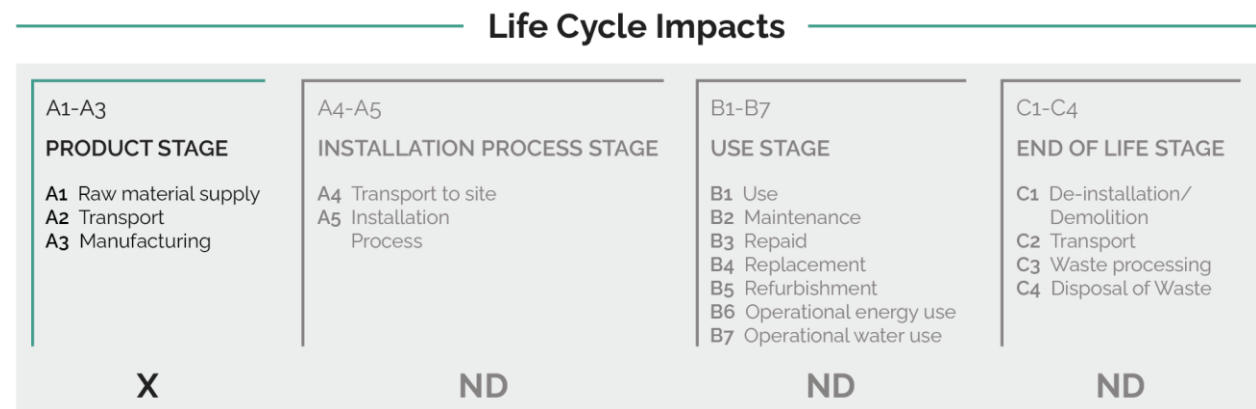 Life Cycle Impacts
A1-A3
PRODUCT STAGE
A1 Raw material supply
A2 Transport
A3 Manufacturing
X
A4-A5
INSTALLATION PROCESS STAGE
A4 Transport to site
A5 Installation
Process
ND
B1-B7
USE STAGE
B1 Use
B2 Maintenance
B3 Repaid
B4 Replacement
B5 Refurbishment
B6 Operational energy use
B7 Operational water use
ND
C1-C4
END OF LIFE STAGE
C1 De-installation/
Demolition
C2 Transport
C3 Waste processing
C4 Disposal of Waste
ND